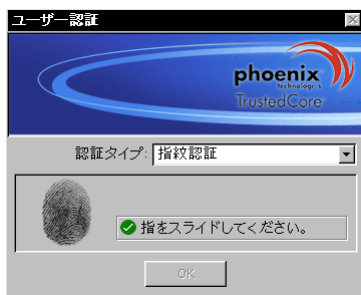 ユーザー認証
phoenix
technologies
TrustedCore
認証タイプ: 指紋認証
指をスライドしてください。
OK